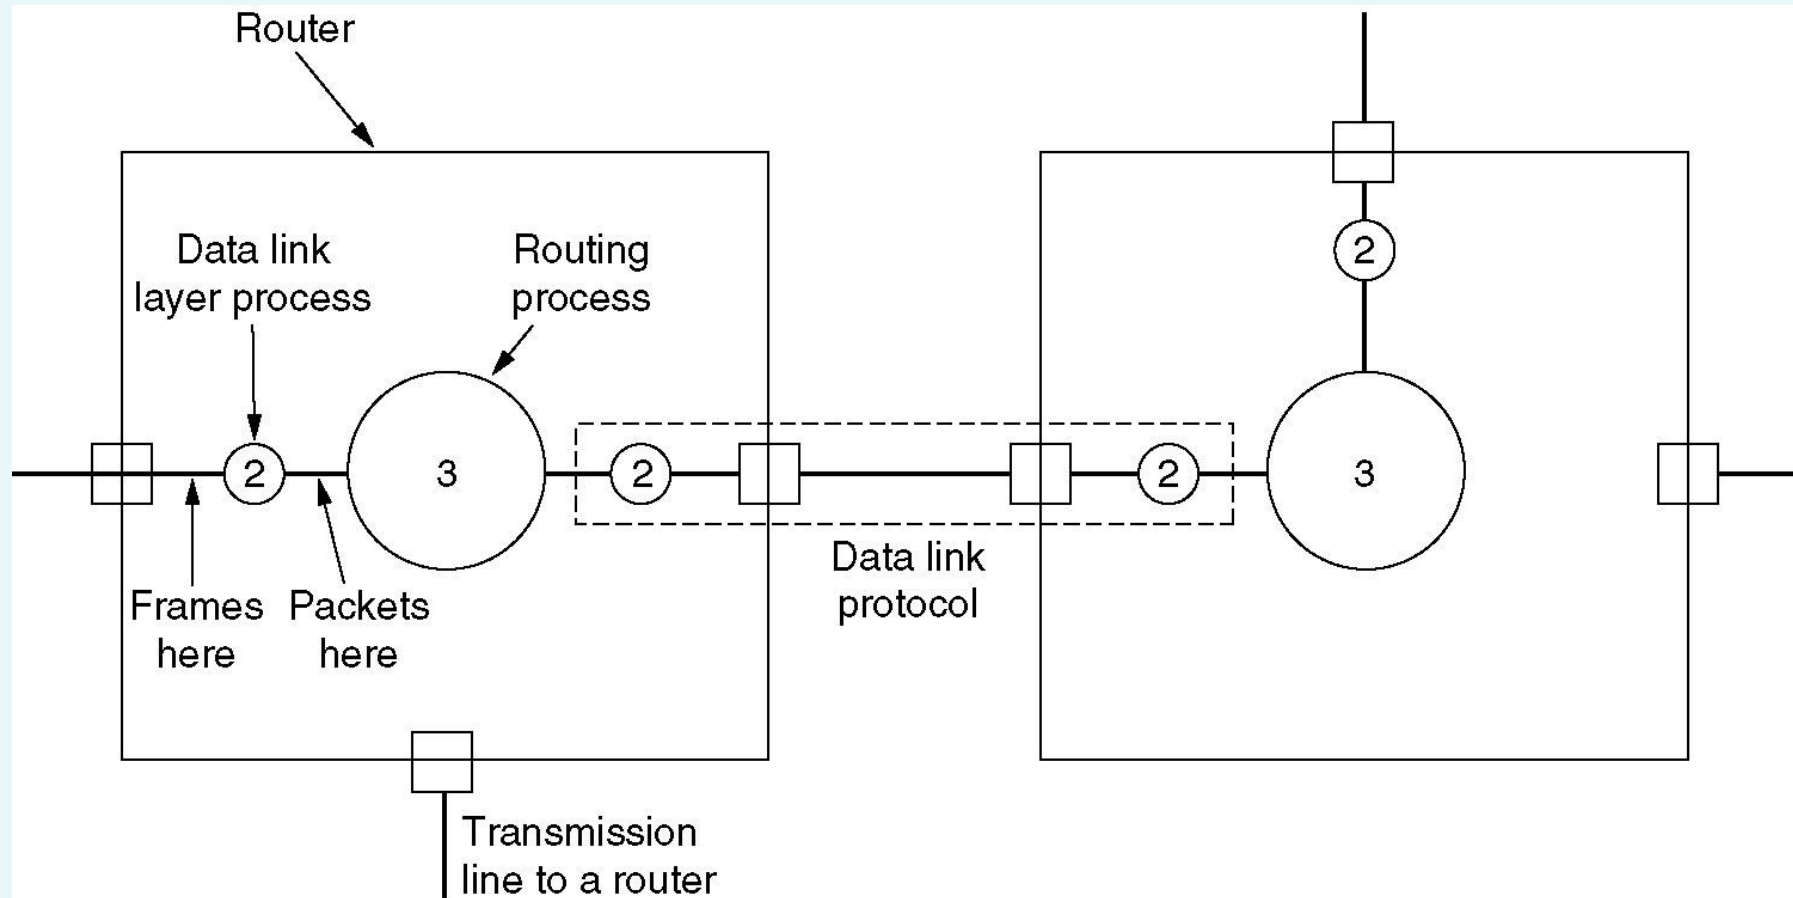 Router
Data link
layer process
Routing
process
2
2
3
2
2
3
Frames
here
Packets
here
Data link
protocol
Transmission
line to a router